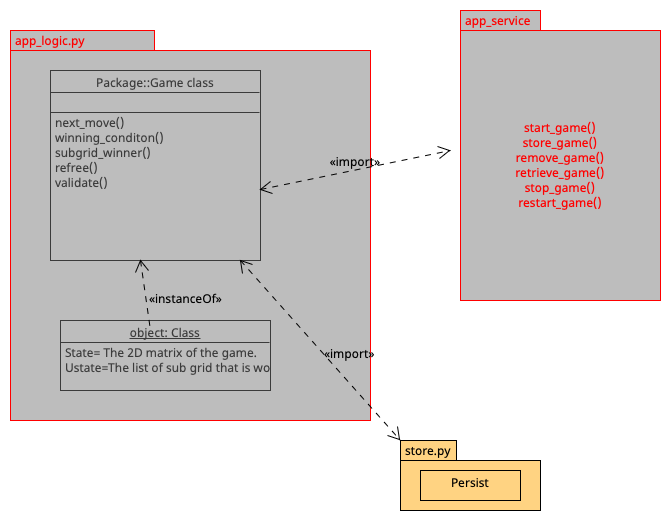 app_logic.py
Package::Game class
next_move()
winning_conditon()
subgrid_winner()
refree()
validate()
«instanceOf»
object: Class
State= The 2D matrix of the game.
Ustate=The list of sub grid that is wo
«import»
app_service
start_game()
store_game()
remove_game()
retrieve_game()
stop_game()
restart_game()
«import»
store.py
Persist